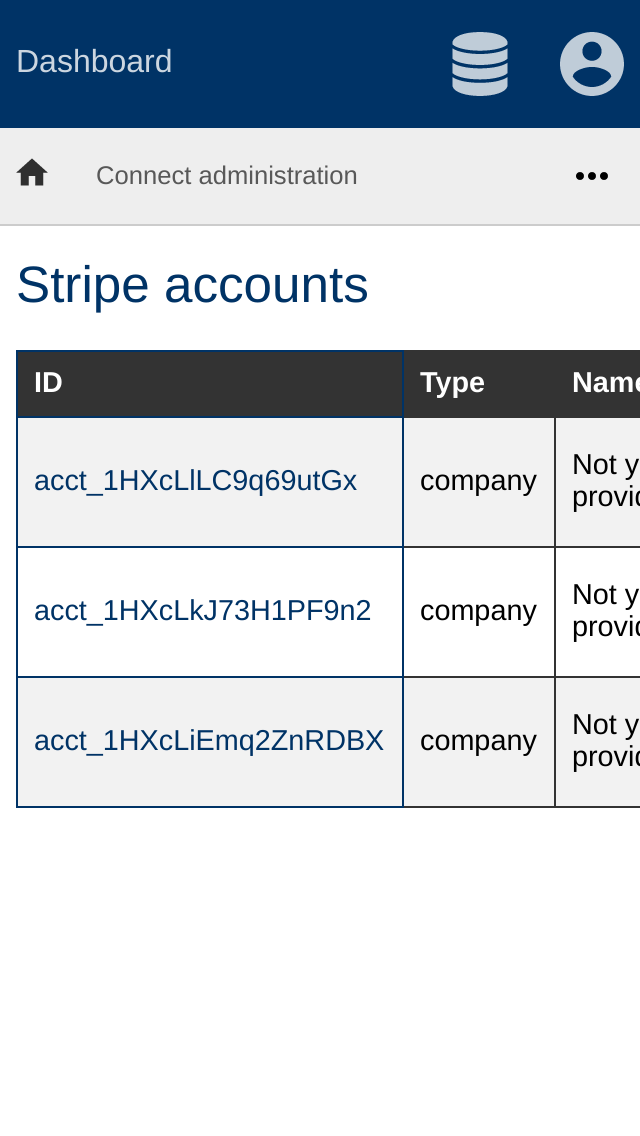 Dashboard
Connect administration
Stripe accounts
ID Type Name
acct_1HXcLlLC9q69utGx company Not y
provid
acct_1HXcLkJ73H1PF9n2 company Not y
provid
acct_1HXcLiEmq2ZnRDBX company Not y
provid